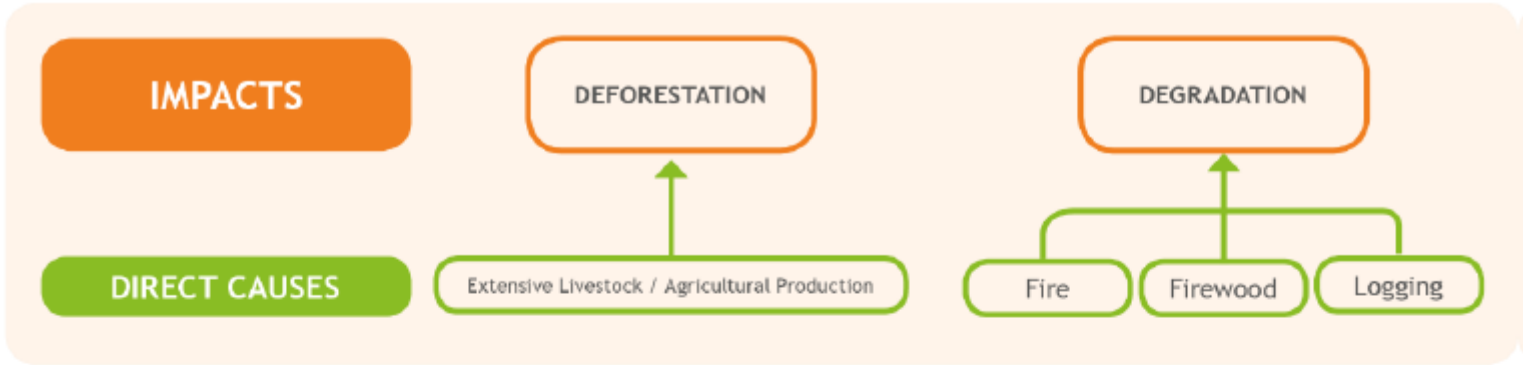 IMPACTS
DEFORESTATION
DEGRADATION
DIRECT CAUSES
Extensive Livestock / Agricultural Production
Fire
Firewood
Logging